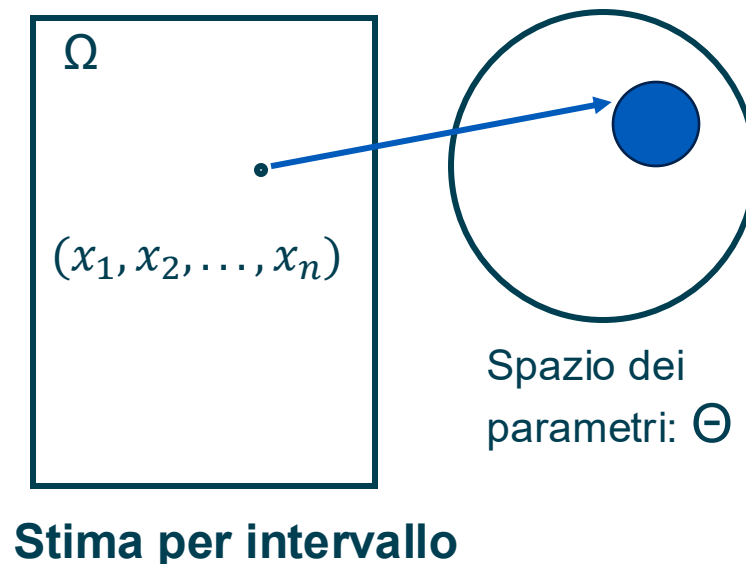 Ω
(x₁, x₂, . . . , xₙ)
Spazio dei
parametri: Θ
Stima per intervallo